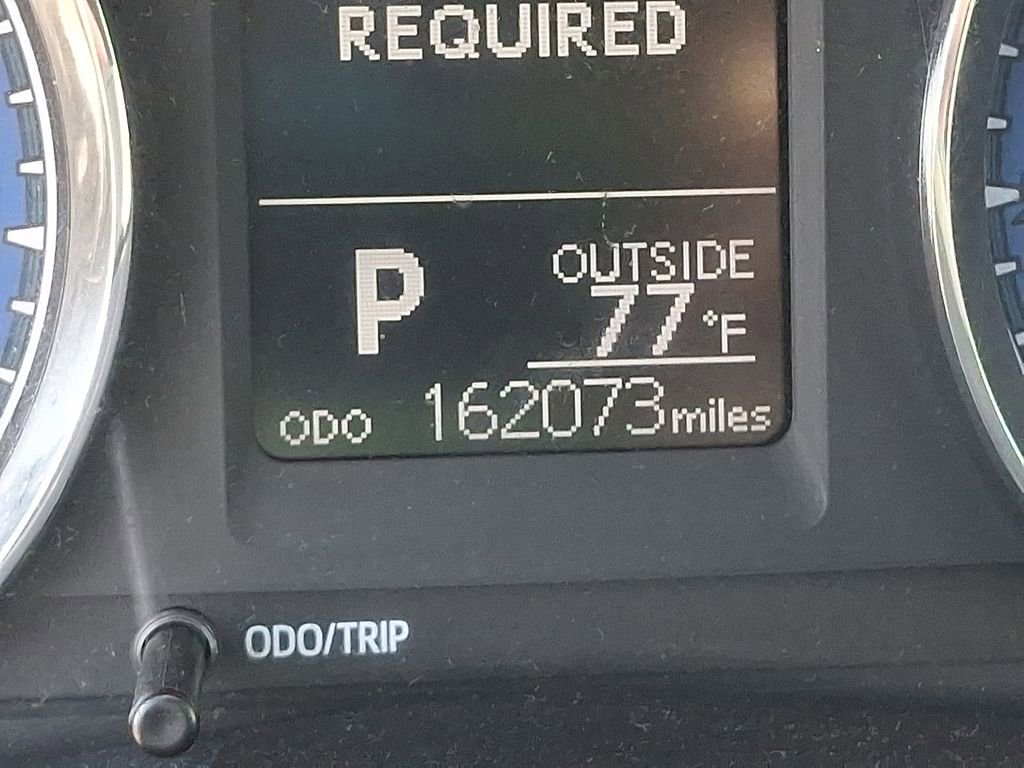 REQUIRED
P
OUTSIDE
77°F
ODO 162073 miles
ODO/TRIP